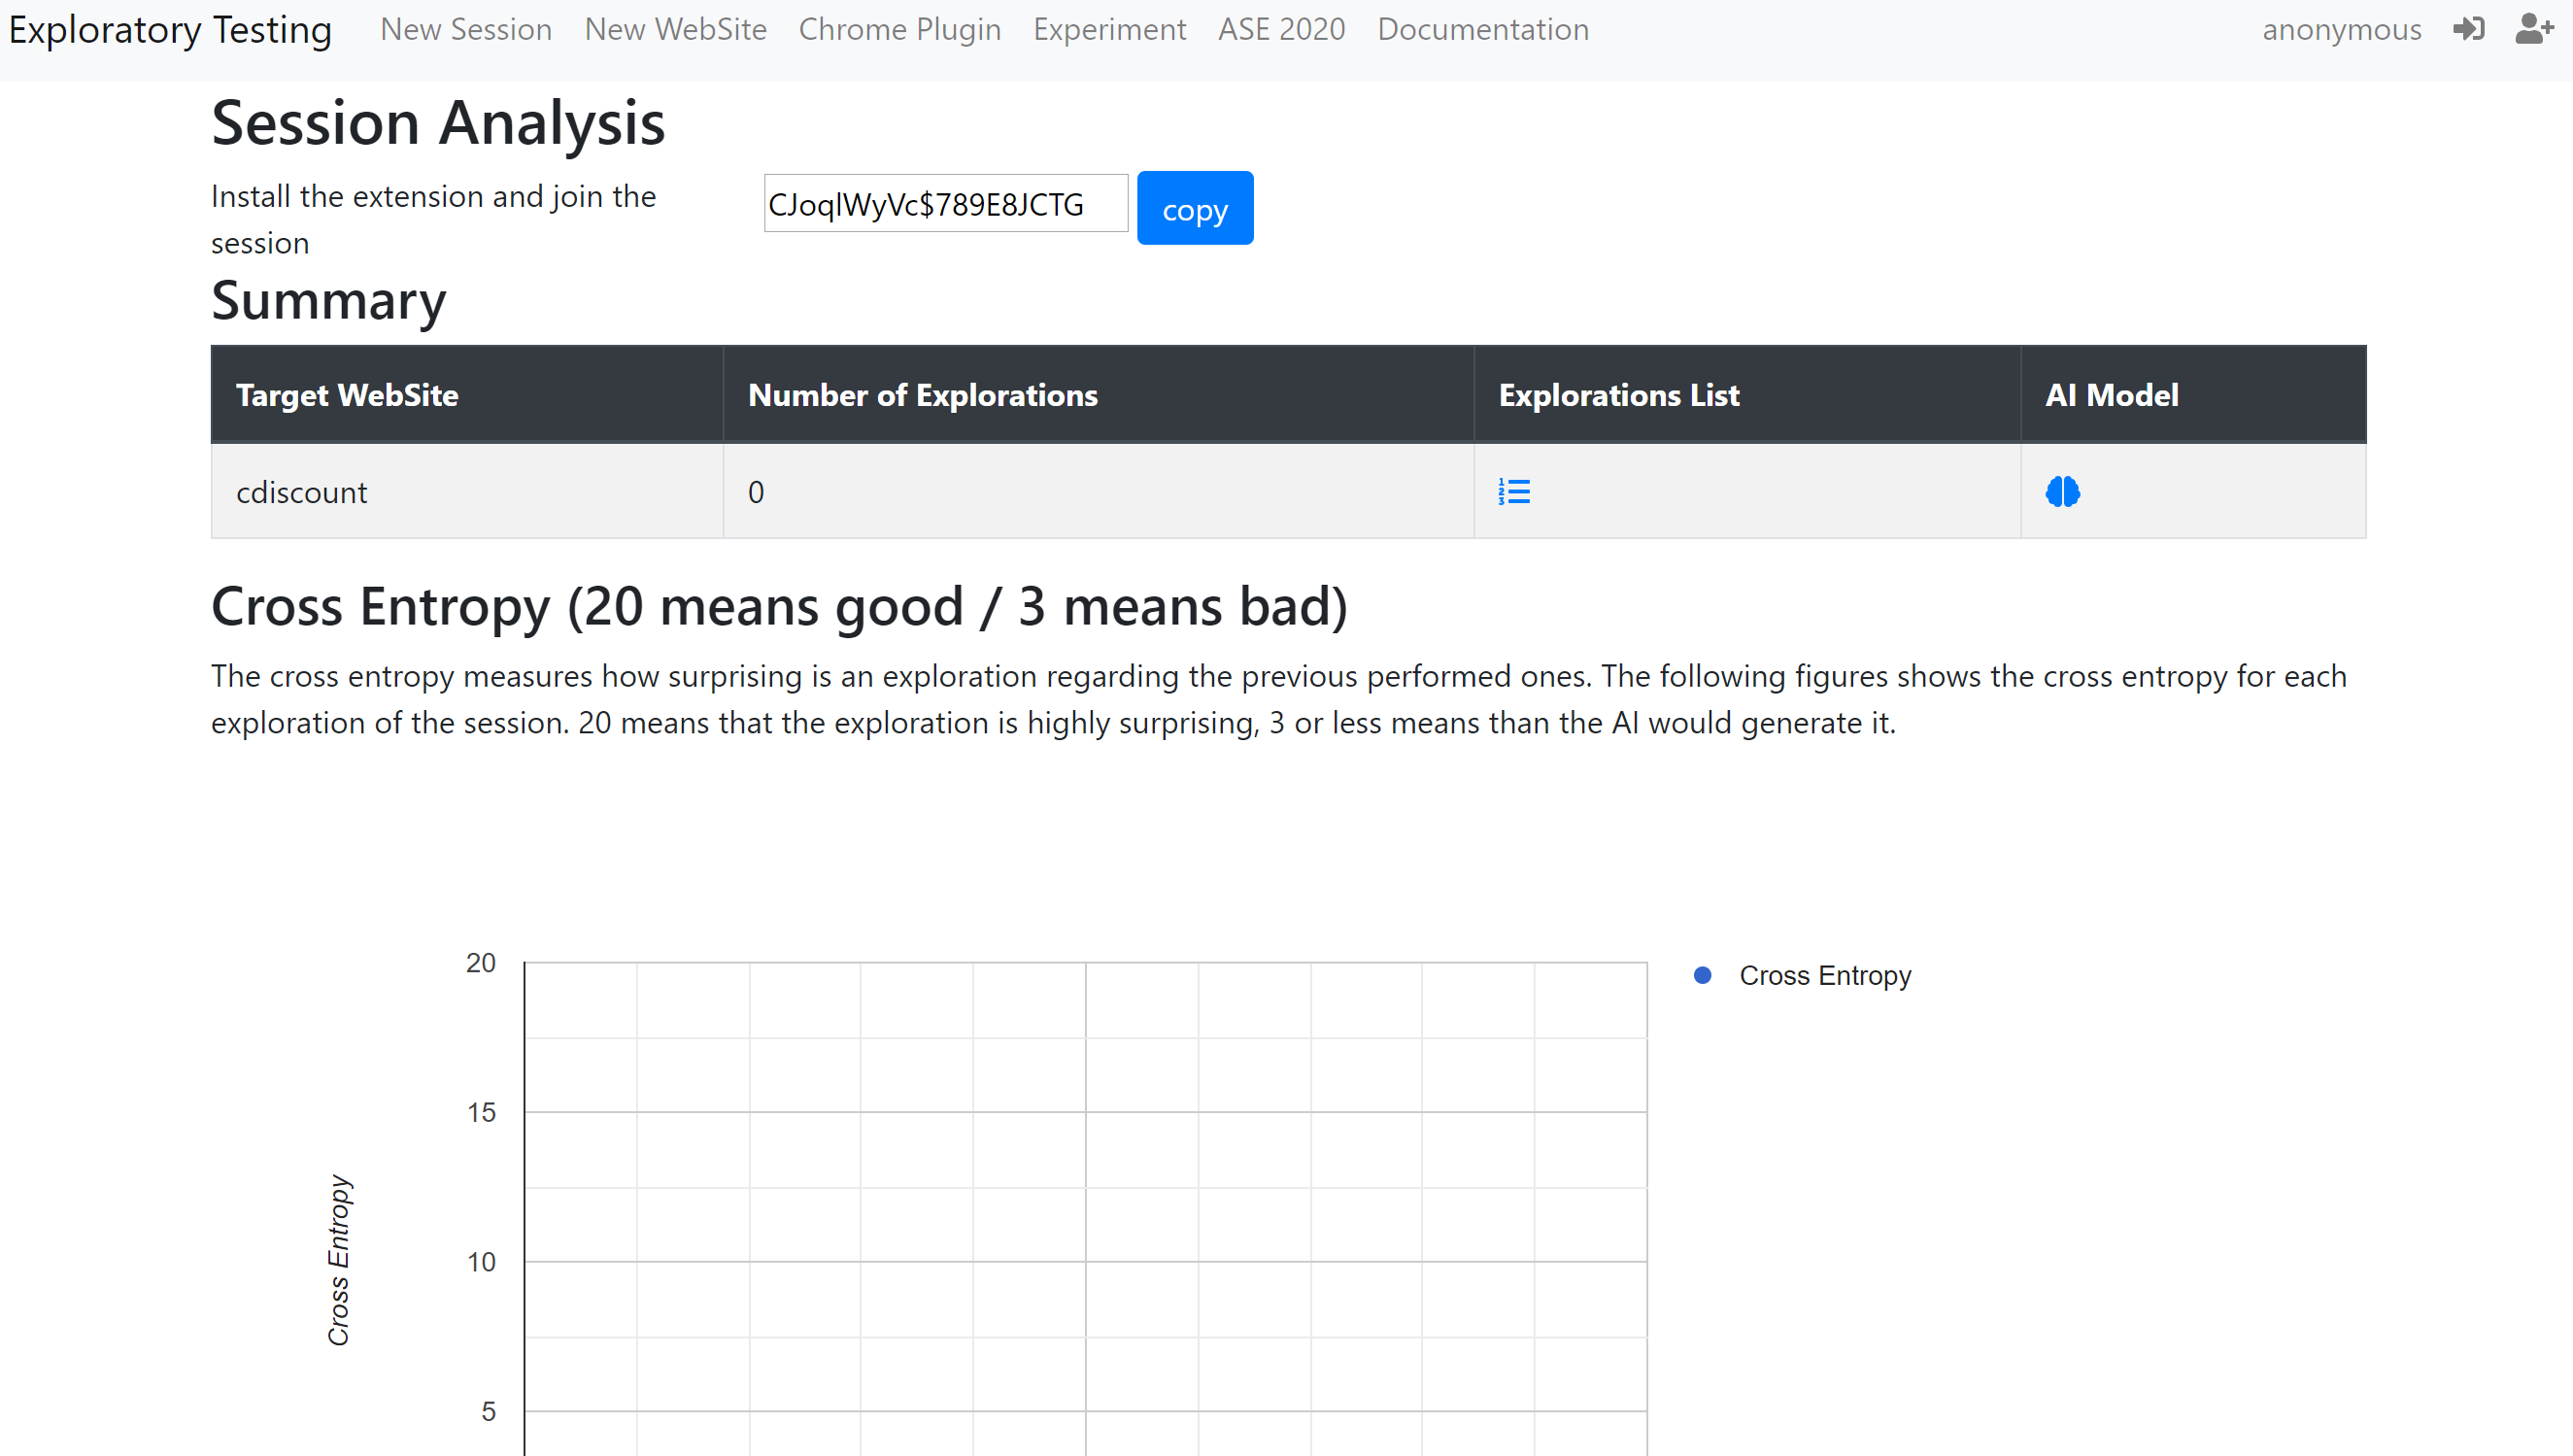 Exploratory Testing New Session New WebSite Chrome Plugin Experiment ASE 2020 Documentation anonymous
Session Analysis
Install the extension and join the
session
CJoqlWyVc$789E8JCTG copy
Summary
Target WebSite Number of Explorations Explorations List AI Model
cdiscount 0
Cross Entropy (20 means good / 3 means bad)
The cross entropy measures how surprising is an exploration regarding the previous performed ones. The following figures shows the cross entropy for each
exploration of the session. 20 means that the exploration is highly surprising, 3 or less means than the AI would generate it.
20
Cross Entropy
15
10
5
Cross Entropy